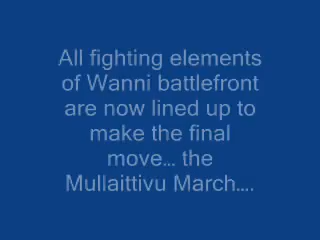 All fighting elements
of Wanni battlefront
are now lined up to
make the final
move... the
Mullaittivu March....